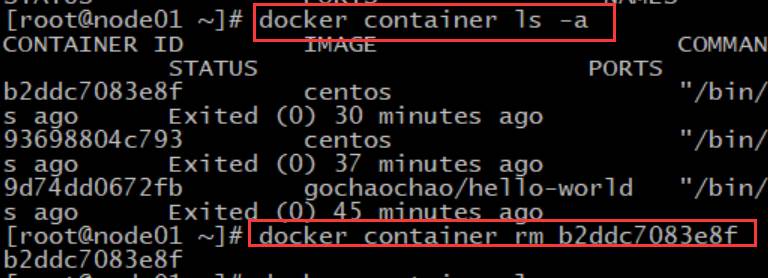 [root@node01 ~]# docker container ls -a
CONTAINER ID IMAGE COMMAN
STATUS PORTS
b2ddc7083e8f centos "/bin/
s ago Exited (0) 30 minutes ago
93698804c793 centos "/bin/
s ago Exited (0) 37 minutes ago
9d74dd0672fb gochaochao/hello-world "/bin/
s ago Exited (0) 45 minutes ago
[root@node01 ~]# docker container rm b2ddc7083e8f
b2ddc7083e8f